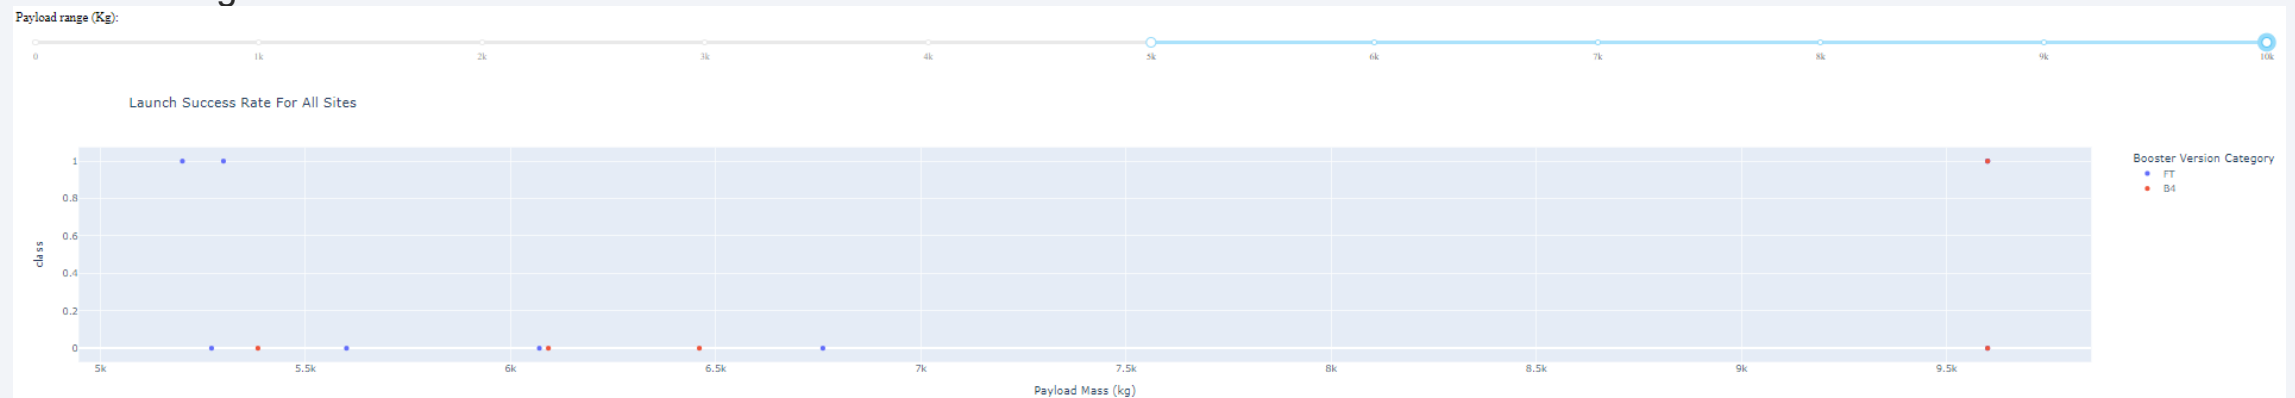 Payload range (Kg):
0 1k 2k 3k 4k 5k 6k 7k 8k 9k 10k
Launch Success Rate For All Sites
Booster Version Category
FT
B4
class
1
0.8
0.6
0.4
0.2
0
5k 5.5k 6k 6.5k 7k 7.5k 8k 8.5k 9k 9.5k
Payload Mass (kg)